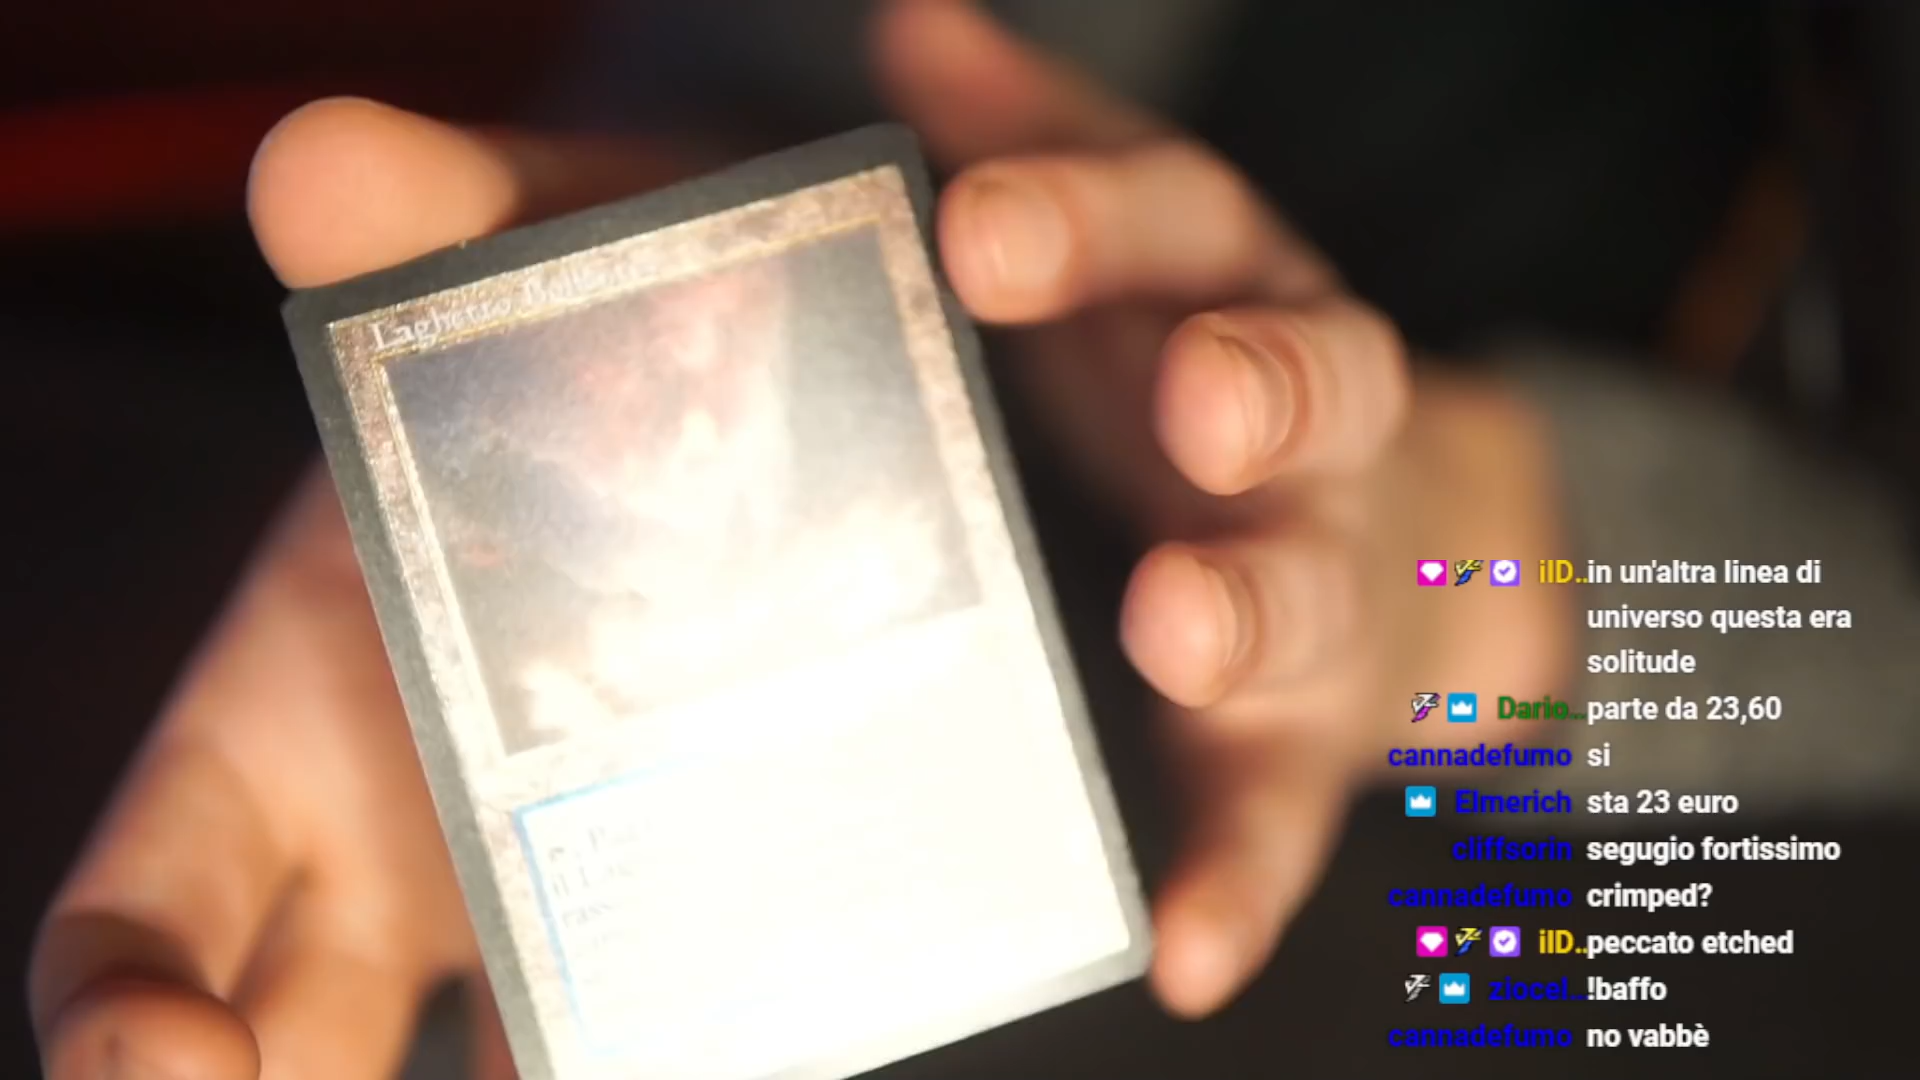 Laghetto
in un'altra linea di
universo questa era
solitude
ilD..
Dario... parte da 23,60
cannadefumo si
Elmerich sta 23 euro
cliffsorin segugio fortissimo
cannadefumo crimped?
ilD.. peccato etched
ziocel... !baffo
cannadefumo no vabbè